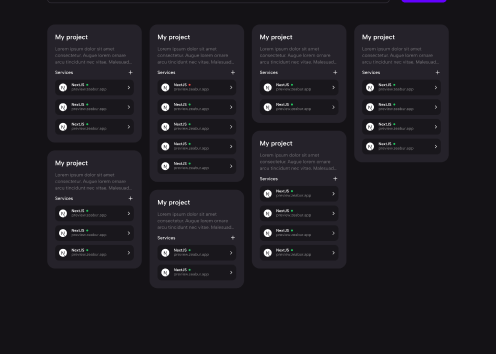 My project
Lorem ipsum dolor sit amet
consectetur. Augue lorem proin
arcu tincidunt nec vitae. Malesuad...
Services +
NextJS
preview.zeabur.app
NextJS
preview.zeabur.app
NextJS
preview.zeabur.app
My project
Lorem ipsum dolor sit amet
consectetur. Augue lorem proin
arcu tincidunt nec vitae. Malesuad...
Services +
NextJS
preview.zeabur.app
NextJS
preview.zeabur.app
NextJS
preview.zeabur.app
My project
Lorem ipsum dolor sit amet
consectetur. Augue lorem proin
arcu tincidunt nec vitae. Malesuad...
Services +
NextJS
preview.zeabur.app
NextJS
preview.zeabur.app
NextJS
preview.zeabur.app
NextJS
preview.zeabur.app
NextJS
preview.zeabur.app
My project
Lorem ipsum dolor sit amet
consectetur. Augue lorem proin
arcu tincidunt nec vitae. Malesuad...
Services +
NextJS
preview.zeabur.app
NextJS
preview.zeabur.app
My project
Lorem ipsum dolor sit amet
consectetur. Augue lorem proin
arcu tincidunt nec vitae. Malesuad...
Services +
NextJS
preview.zeabur.app
NextJS
preview.zeabur.app
My project
Lorem ipsum dolor sit amet
consectetur. Augue lorem proin
arcu tincidunt nec vitae. Malesuad...
Services +
NextJS
preview.zeabur.app
NextJS
preview.zeabur.app
NextJS
preview.zeabur.app
NextJS
preview.zeabur.app
My project
Lorem ipsum dolor sit amet
consectetur. Augue lorem proin
arcu tincidunt nec vitae. Malesuad...
Services +
NextJS
preview.zeabur.app
NextJS
preview.zeabur.app
NextJS
preview.zeabur.app
NextJS
preview.zeabur.app